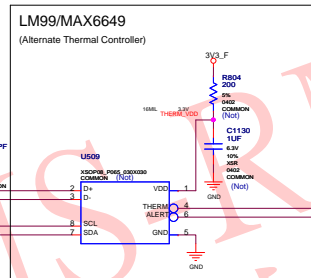 LM99/MAX6649
(Alternate Thermal Controller)
3V3_F
R804
200
5%
0402
COMMON
(Not)
16MIL 3.3V
THERM_VDD
C1130
1UF
6.3V
10%
X5R
0402
COMMON
(Not)
GND
PF
U509
XSOP08_P065_030X030
COMMON (Not)
ON
2 D+ VDD 1
3 D-
THERM 4
ALERT 6
8 SCL
7 SDA GND 5
GND